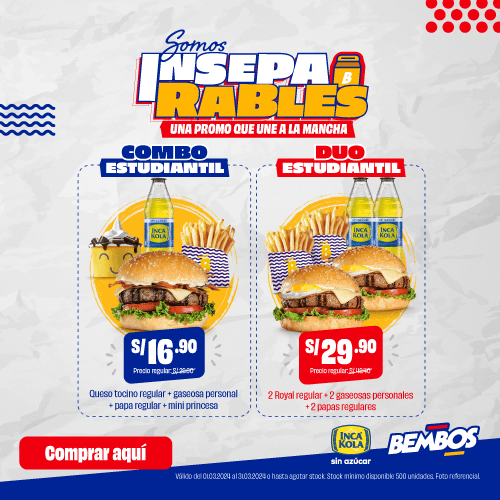 Somos
INSEPA
RABLES
B
UNA PROMO QUE UNE A LA MANCHA
COMBO
ESTUDIANTIL
DUO
ESTUDIANTIL
INCA
KOLA
INCA
KOLA
INCA
KOLA
S/16.90
Precio regular:
S/29.90
Precio regular:
Queso tocino regular + gaseosa personal
+ papa regular + mini princesa
2 Royal regular + 2 gaseosas personales
+ 2 papas regulares
Comprar aquí
INCA
KOLA
sin azúcar
BEMBOS
Válido del 01.03.2024 al 31.03.2024 o hasta agotar stock. Stock mínimo disponible 500 unidades. Foto referencial.